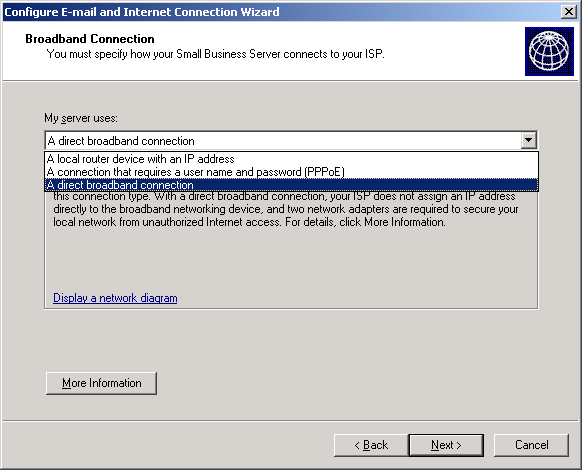 Configure E-mail and Internet Connection Wizard
Broadband Connection
You must specify how your Small Business Server connects to your ISP.
My server uses:
A direct broadband connection
A local router device with an IP address
A connection that requires a user name and password (PPPoE)
A direct broadband connection
this connection type. With a direct broadband connection, your ISP does not assign an IP address
directly to the broadband networking device, and two network adapters are required to secure your
local network from unauthorized Internet access. For details, click More Information.
Display a network diagram
More Information
< Back
Next >
Cancel